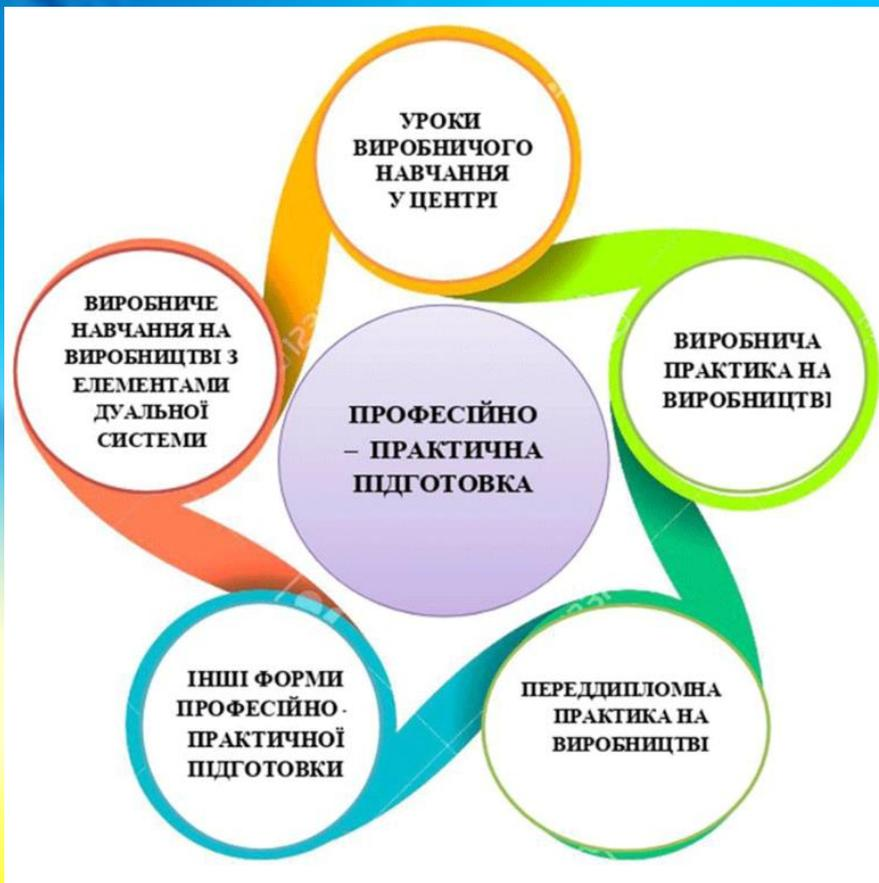 УРОКИ
ВИРОБНИЧОГО
НАВЧАННЯ
У ЦЕНТРІ
ВИРОБНИЧА
ПРАКТИКА НА
ВИРОБНИЦТВІ
ПЕРЕДДИПЛОМНА
ПРАКТИКА НА
ВИРОБНИЦТВІ
ІНШІ ФОРМИ
ПРОФЕСІЙНО-
ПРАКТИЧНОЇ
ПІДГОТОВКИ
ВИРОБНИЧЕ
НАВЧАННЯ НА
ВИРОБНИЦТВІ З
ЕЛЕМЕНТАМИ
ДУАЛЬНОЇ
СИСТЕМИ
ПРОФЕСІЙНО
– ПРАКТИЧНА
ПІДГОТОВКА